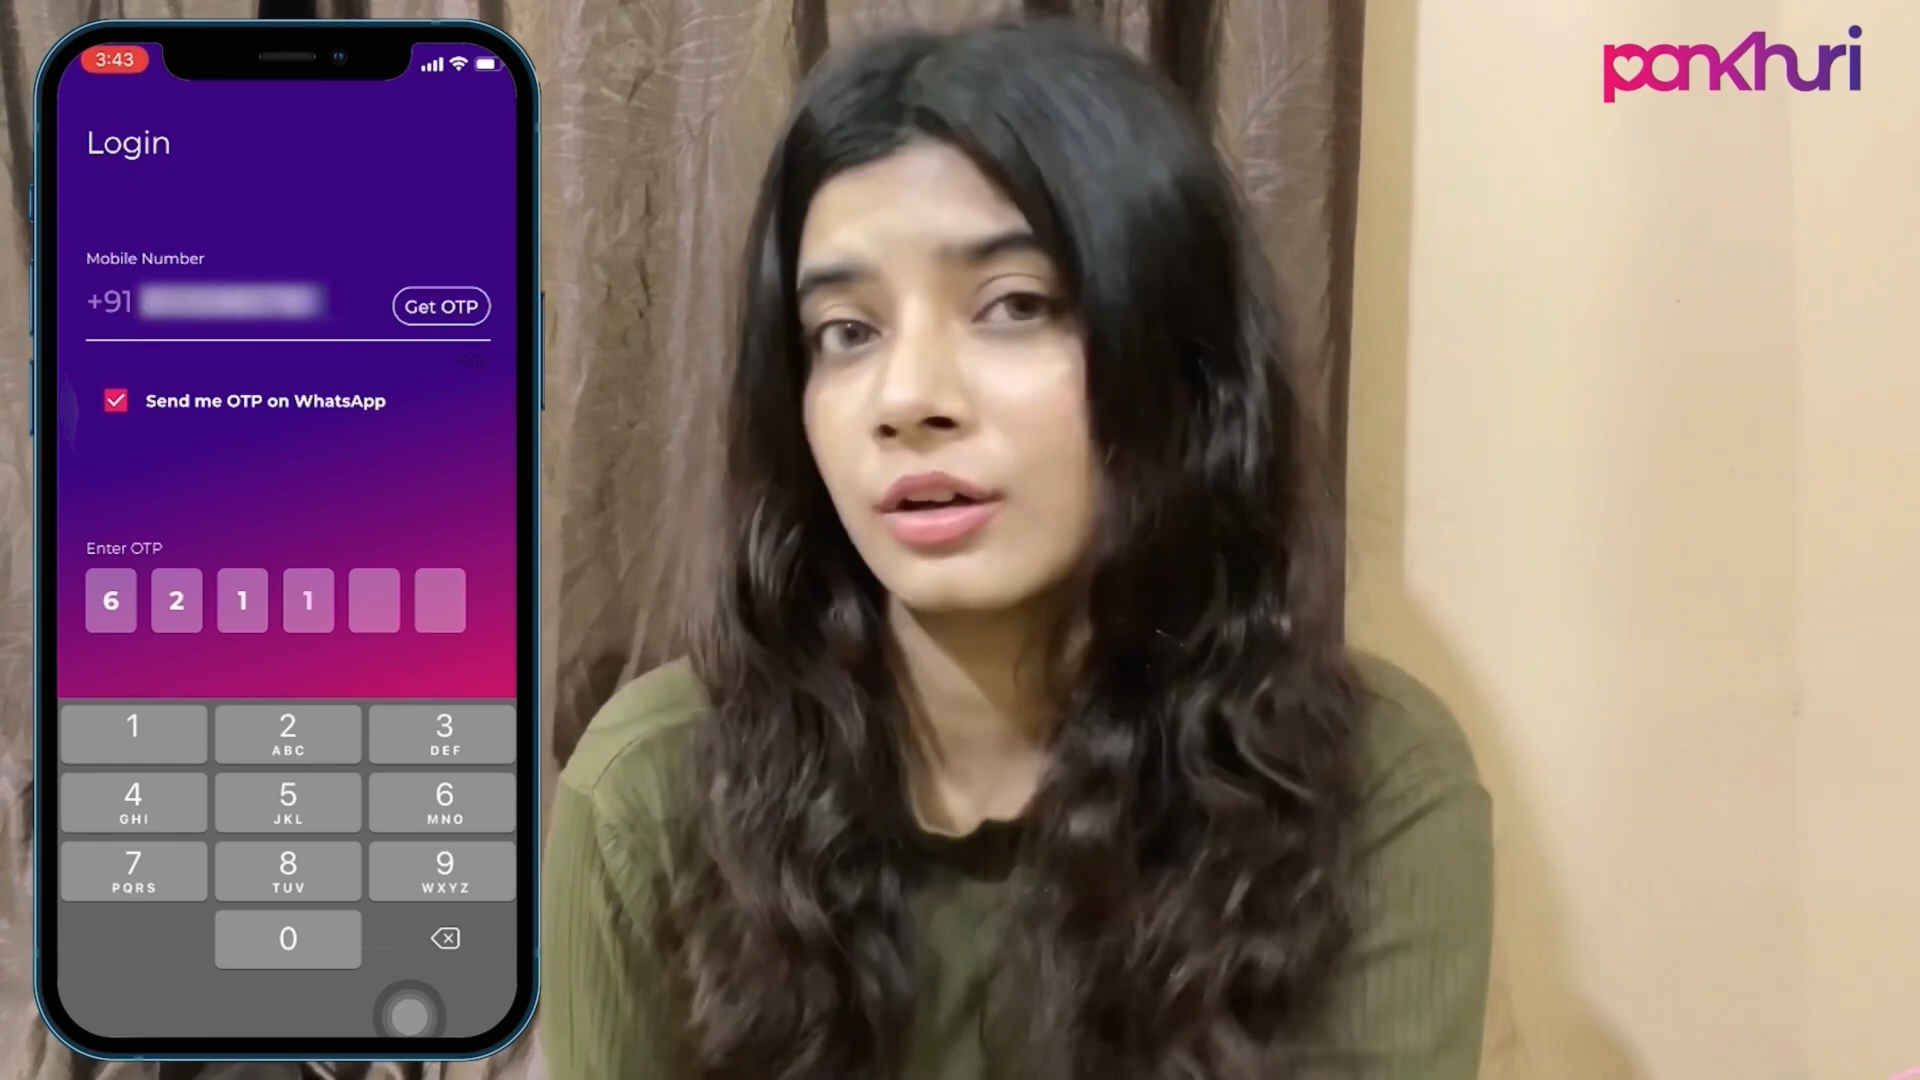 3:43
Login
Mobile Number
+91
Get OTP
Send me OTP on WhatsApp
Enter OTP
6 2 1 1
1
2
ABC
3
DEF
4
GHI
5
JKL
6
MNO
7
PQRS
8
TUV
9
WXYZ
0
pankhuri